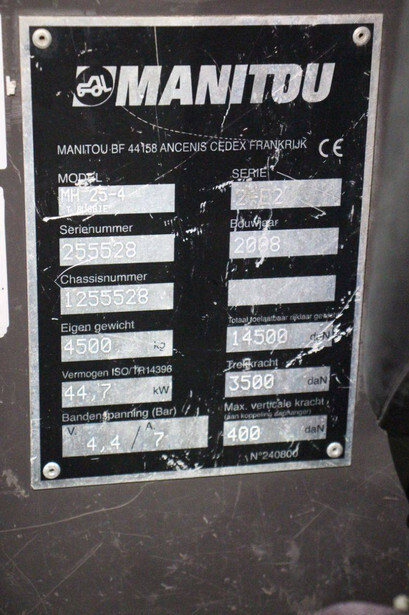 MANITOU
MANITOU BF 44158 ANCENIS CEDEX FRANKRIJK CE
MODEL SERIE
MH 25-4 2-E2
Serienummer Bouwjaar
255528 2008
Chassisnummer
1255528
Eigen gewicht Totaal toelaatbaar
4500 kg 14500 daN
Vermogen ISO/TR14396 Trekkracht
44,7 kW 3500 daN
Bandenspanning (Bar) Max. verticale kracht
V. 4,4 / A. 7 400 daN
N°240800